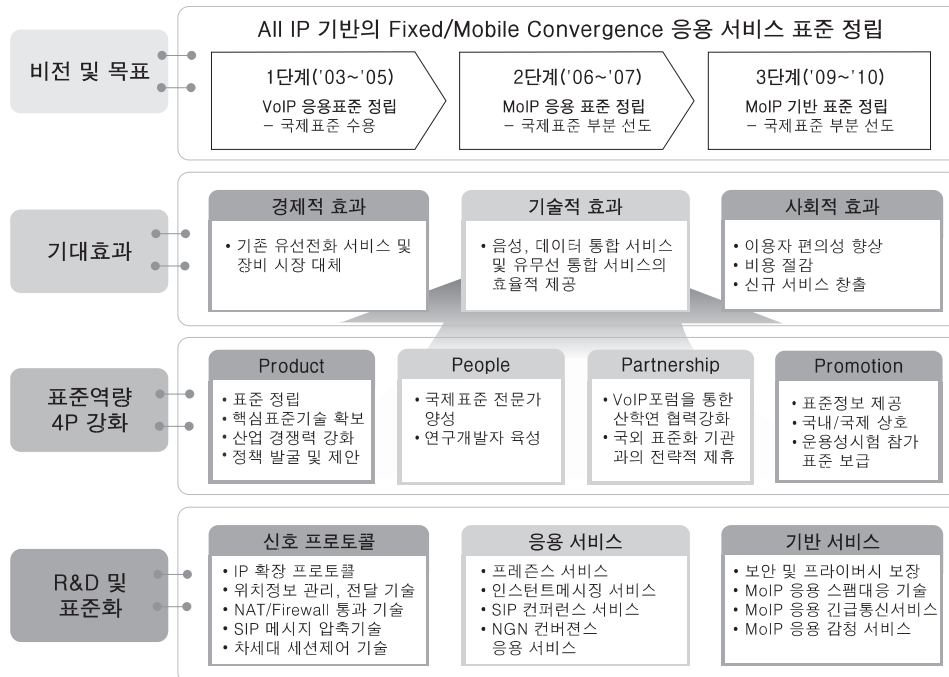 비전 및 목표
All IP 기반의 Fixed/Mobile Convergence 응용 서비스 표준 정립
1단계('03~'05)
VoIP 응용표준 정립
– 국제표준 수용
2단계('06~'07)
MoIP 응용 표준 정립
– 국제표준 부분 선도
3단계('09~'10)
MoIP 기반 표준 정립
– 국제표준 부분 선도
기대효과
경제적 효과
• 기존 유선전화 서비스 및
장비 시장 대체
기술적 효과
• 음성, 데이터 통합 서비스
및 유무선 통합 서비스의
효율적 제공
사회적 효과
• 이용자 편의성 향상
• 비용 절감
• 신규 서비스 창출
표준역량
4P 강화
Product
• 표준 정립
• 핵심표준기술 확보
• 산업 경쟁력 강화
• 정책 발굴 및 제안
People
• 국제표준 전문가
양성
• 연구개발자 육성
Partnership
• VoIP포럼을 통한
산학연 협력강화
• 국외 표준화 기관
과의 전략적 제휴
Promotion
• 표준정보 제공
• 국내/국제 상호
• 운용성시험 참가
표준 보급
R&D 및
표준화
신호 프로토콜
• IP 확장 프로토콜
• 위치정보 관리, 전달 기술
• NAT/Firewall 통과 기술
• SIP 메시지 압축기술
• 차세대 세션제어 기술
응용 서비스
• 프레즌스 서비스
• 인스턴트메시징 서비스
• SIP 컨퍼런스 서비스
• NGN 컨버젼스
응용 서비스
기반 서비스
• 보안 및 프라이버시 보장
• MoIP 응용 스팸대응 기술
• MoIP 응용 긴급통신서비스
• MoIP 응용 감청 서비스